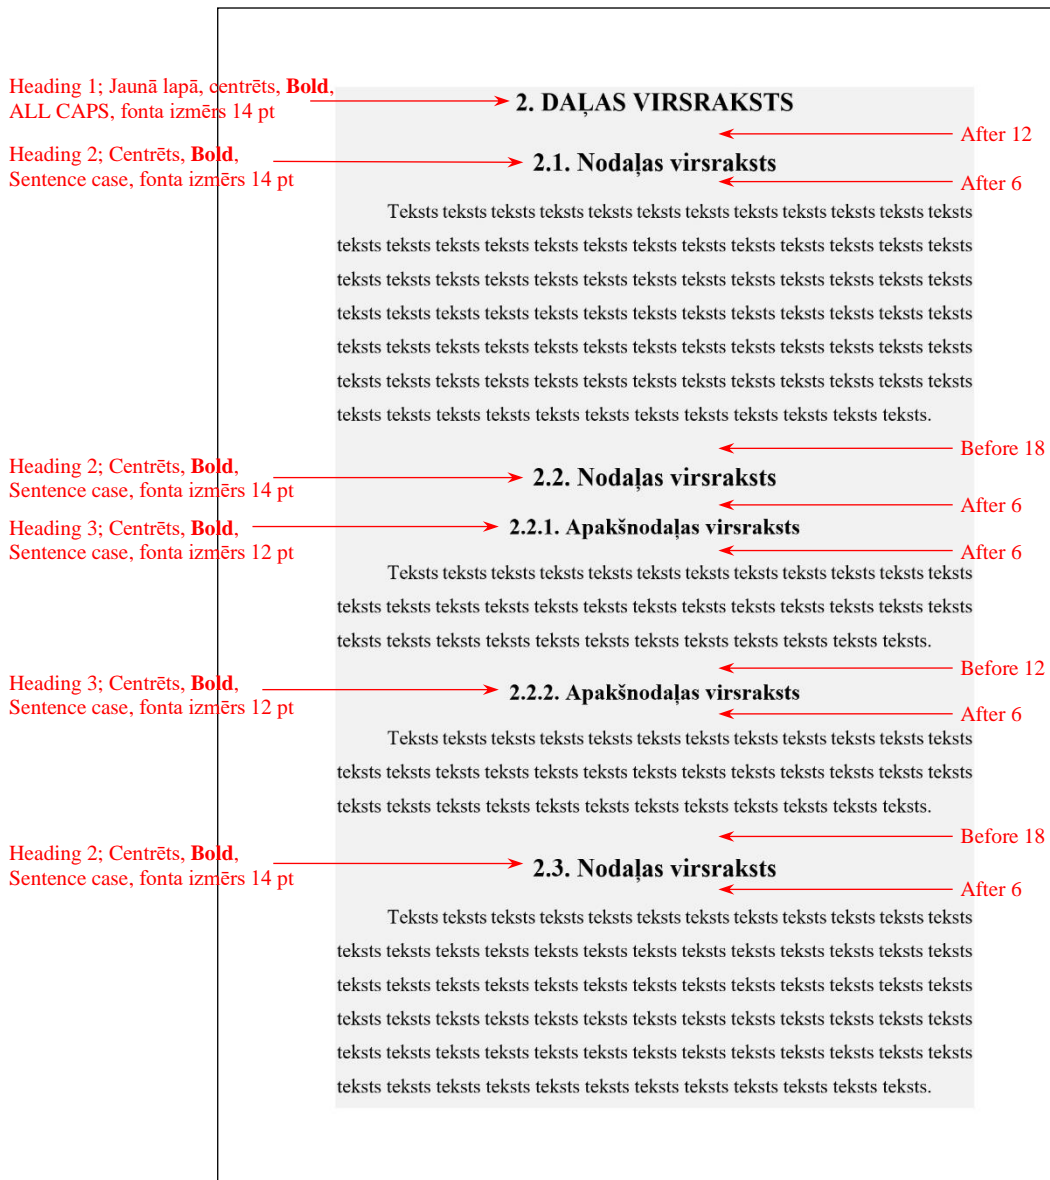 Heading 1; Jaunā lapā, centrēts, Bold,
ALL CAPS, fonta izmērs 14 pt
2. DAĻAS VIRSRAKSTS
After 12
Heading 2; Centrēts, Bold,
Sentence case, fonta izmērs 14 pt
2.1. Nodaļas virsraksts
After 6
Teksts teksts teksts teksts teksts teksts teksts teksts teksts teksts teksts teksts
teksts teksts teksts teksts teksts teksts teksts teksts teksts teksts teksts teksts teksts
teksts teksts teksts teksts teksts teksts teksts teksts teksts teksts teksts teksts teksts
teksts teksts teksts teksts teksts teksts teksts teksts teksts teksts teksts teksts teksts
teksts teksts teksts teksts teksts teksts teksts teksts teksts teksts teksts teksts teksts
teksts teksts teksts teksts teksts teksts teksts teksts teksts teksts teksts teksts teksts
teksts teksts teksts teksts teksts teksts teksts teksts teksts teksts teksts teksts.
Before 18
Heading 2; Centrēts, Bold,
Sentence case, fonta izmērs 14 pt
2.2. Nodaļas virsraksts
After 6
Heading 3; Centrēts, Bold,
Sentence case, fonta izmērs 12 pt
2.2.1. Apakšnodaļas virsraksts
After 6
Teksts teksts teksts teksts teksts teksts teksts teksts teksts teksts teksts teksts
teksts teksts teksts teksts teksts teksts teksts teksts teksts teksts teksts teksts teksts
teksts teksts teksts teksts teksts teksts teksts teksts teksts teksts teksts teksts.
Before 12
Heading 3; Centrēts, Bold,
Sentence case, fonta izmērs 12 pt
2.2.2. Apakšnodaļas virsraksts
After 6
Teksts teksts teksts teksts teksts teksts teksts teksts teksts teksts teksts teksts
teksts teksts teksts teksts teksts teksts teksts teksts teksts teksts teksts teksts teksts
teksts teksts teksts teksts teksts teksts teksts teksts teksts teksts teksts teksts.
Before 18
Heading 2; Centrēts, Bold,
Sentence case, fonta izmērs 14 pt
2.3. Nodaļas virsraksts
After 6
Teksts teksts teksts teksts teksts teksts teksts teksts teksts teksts teksts teksts
teksts teksts teksts teksts teksts teksts teksts teksts teksts teksts teksts teksts teksts
teksts teksts teksts teksts teksts teksts teksts teksts teksts teksts teksts teksts teksts
teksts teksts teksts teksts teksts teksts teksts teksts teksts teksts teksts teksts teksts
teksts teksts teksts teksts teksts teksts teksts teksts teksts teksts teksts teksts teksts
teksts teksts teksts teksts teksts teksts teksts teksts teksts teksts teksts teksts.